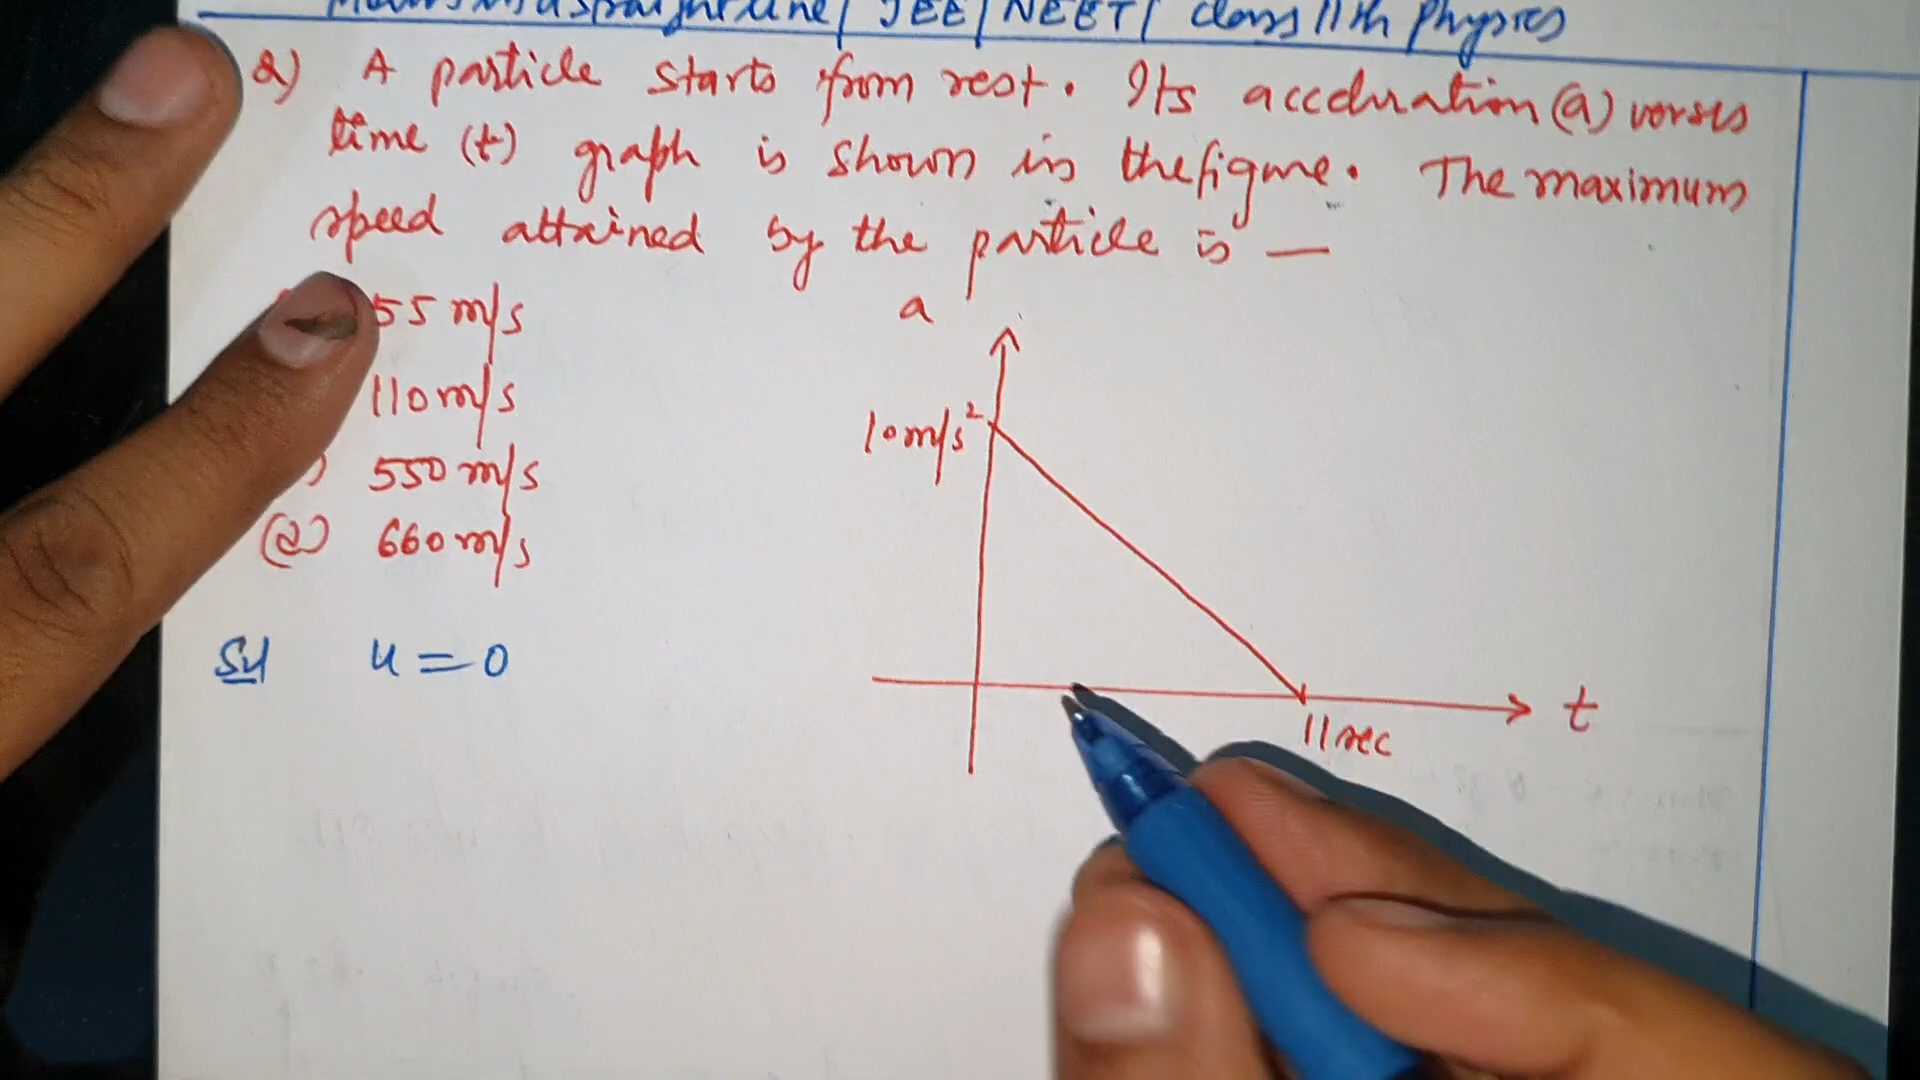 JEE / NEET / class 11th Physics
Q) A particle starts from rest. Its acceleration (a) verses
time (t) graph is shown in the figure. The maximum
speed attained by the particle is —
a
55 m/s
110 m/s
10 m/s²
550 m/s
(d) 660 m/s
Sol u = 0
t
11 sec